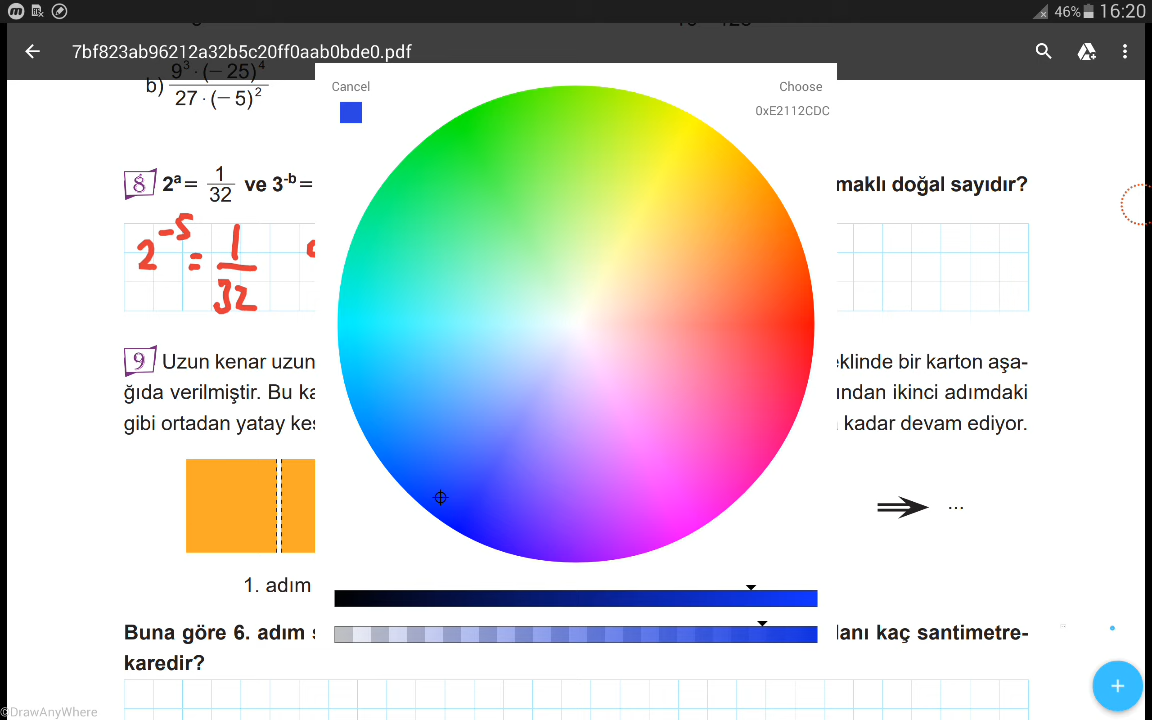 46% 16:20
7bf823ab96212a32b5c20ff0aab0bde0.pdf
b) 9³ · (− 25)⁴
27 · (− 5)²
Cancel
Choose
0xE2112CDC
8 2ᵃ = 1/32 ve 3⁻ᵇ = maklı doğal sayıdır?
2⁻⁵ = 1/32
9 Uzun kenar uzun klinde bir karton aşa-
ğıda verilmiştir. Bu ka ından ikinci adımdaki
gibi ortadan yatay kes kadar devam ediyor.
...
1. adım
Buna göre 6. adım s lanı kaç santimetre-
karedir?
©DrawAnyWhere